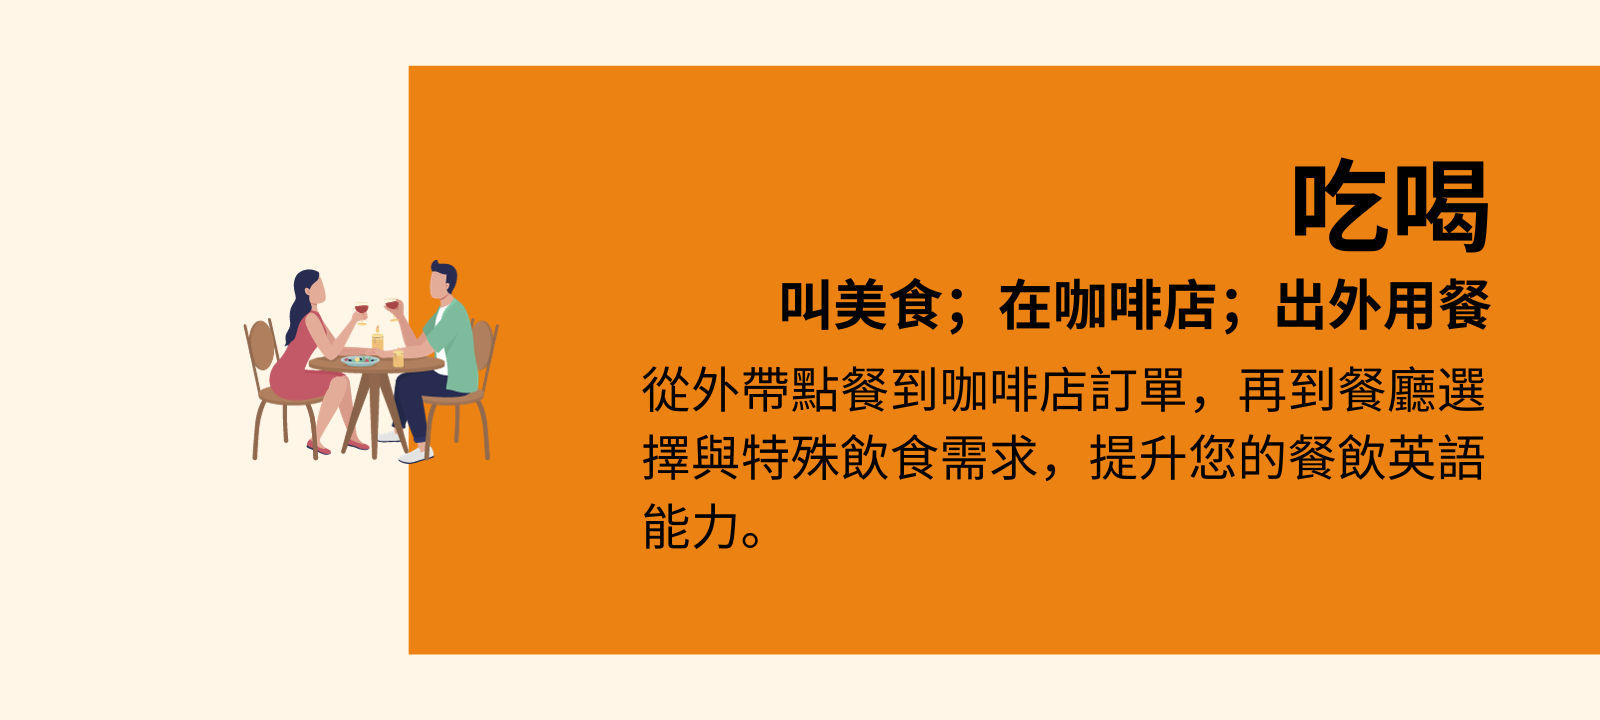 吃喝
叫美食；在咖啡店；出外用餐
從外帶點餐到咖啡店訂單，再到餐廳選
擇與特殊飲食需求，提升您的餐飲英語
能力。